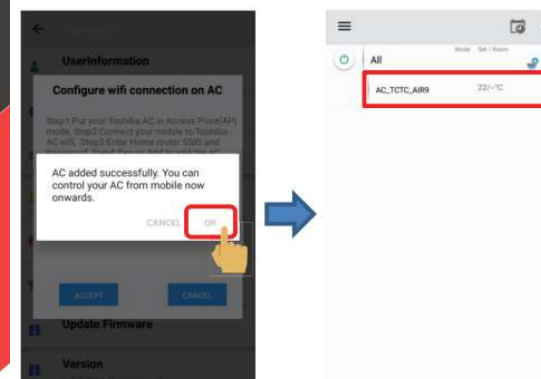 Userinformation
Configure wifi connection on AC
Step1:Put your Toshiba AC in Access Point(AP)
mode, Step2:Connect your mobile to Toshiba
AC wifi, Step3:Enter Home router SSID and
AC added successfully. You can
control your AC from mobile now
onwards.
CANCEL OK
ACCEPT CANCEL
Update Firmware
Version
Mode Set / Room
All
AC_TCTC_AIR9 22/--°C